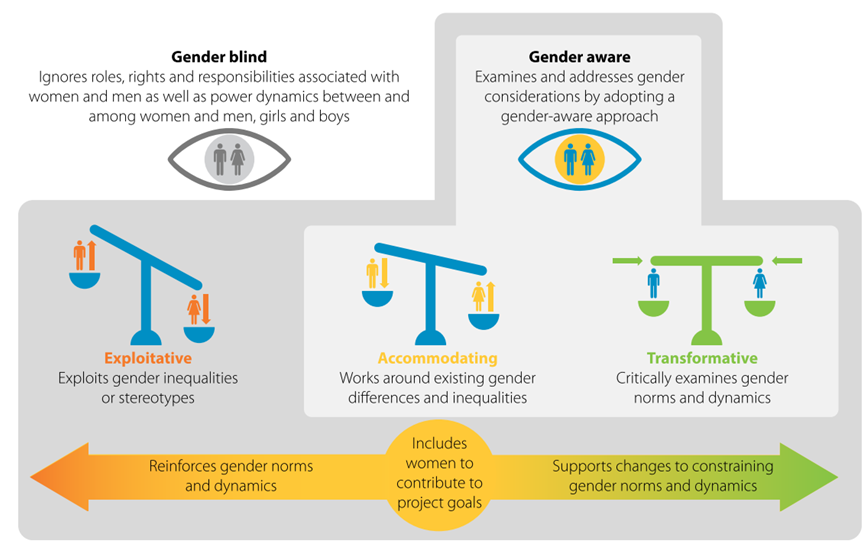 Gender blind
Ignores roles, rights and responsibilities associated with
women and men as well as power dynamics between and
among women and men, girls and boys
Gender aware
Examines and addresses gender
considerations by adopting a
gender-aware approach
Exploitative
Exploits gender inequalities
or stereotypes
Accommodating
Works around existing gender
differences and inequalities
Transformative
Critically examines gender
norms and dynamics
Reinforces gender norms
and dynamics
Includes
women to
contribute to
project goals
Supports changes to constraining
gender norms and dynamics